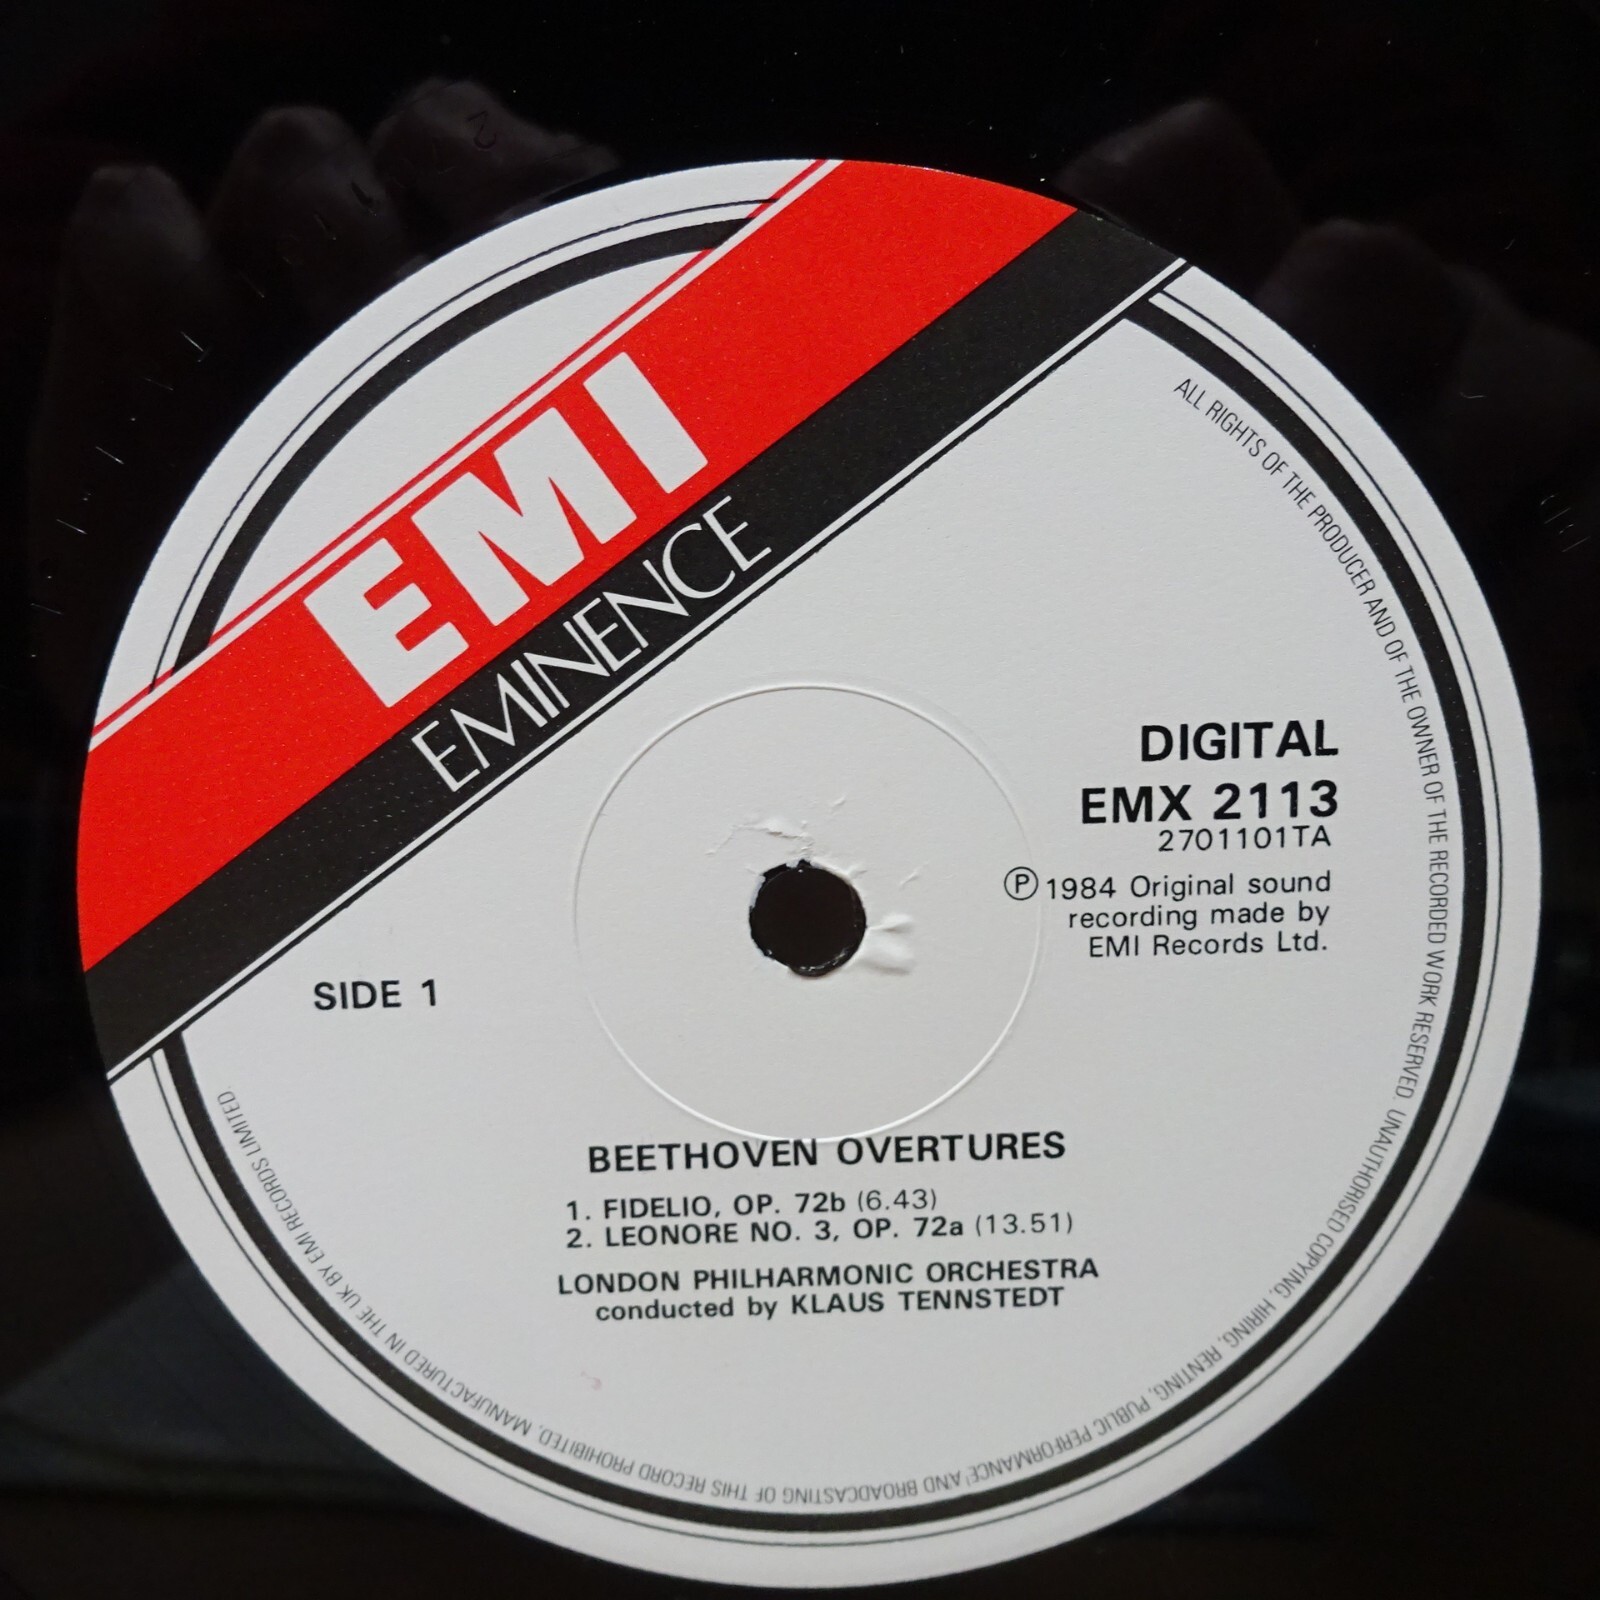 EMI
EMINENCE
DIGITAL
EMX 2113
2701101TA
Ⓟ 1984 Original sound
recording made by
EMI Records Ltd.
SIDE 1
BEETHOVEN OVERTURES
1. FIDELIO, OP. 72b (6.43)
2. LEONORE NO. 3, OP. 72a (13.51)
LONDON PHILHARMONIC ORCHESTRA
conducted by KLAUS TENNSTEDT
ALL RIGHTS OF THE PRODUCER AND OF THE OWNER OF THE RECORDED WORK RESERVED. UNAUTHORISED COPYING, HIRING, RENTING, PUBLIC PERFORMANCE AND BROADCASTING OF THIS RECORD PROHIBITED. MANUFACTURED IN THE UK BY EMI RECORDS LIMITED.